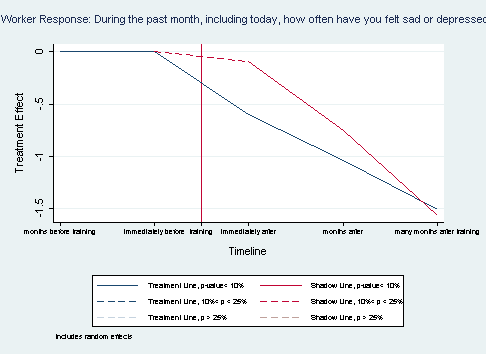 Worker Response: During the past month, including today, how often have you felt sad or depressed
0
-.5
-1
-1.5
Treatment Effect
months before training
immediately before training
immediately after
months after
many months after training
Timeline
Treatment Line, p-value< 10%
Shadow Line, p-value< 10%
Treatment Line, 10%< p < 25%
Shadow Line, 10%< p < 25%
Treatment Line, p > 25%
Shadow Line, p > 25%
Includes random effects